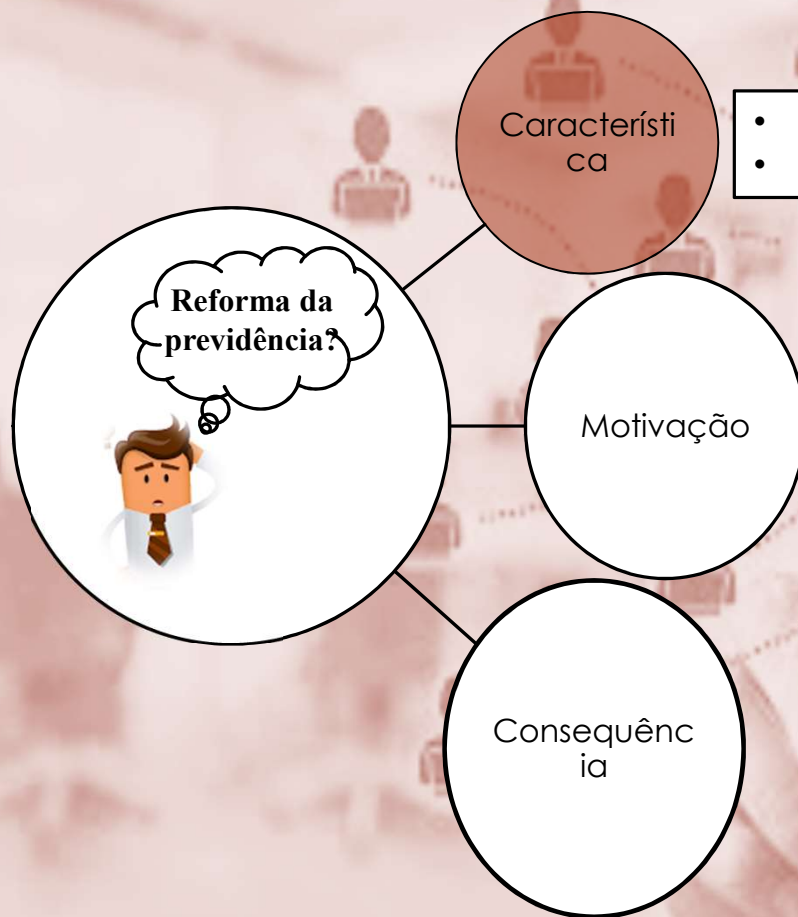 Característi
ca
•
•
Reforma da
previdência?
Motivação
Consequênc
ia